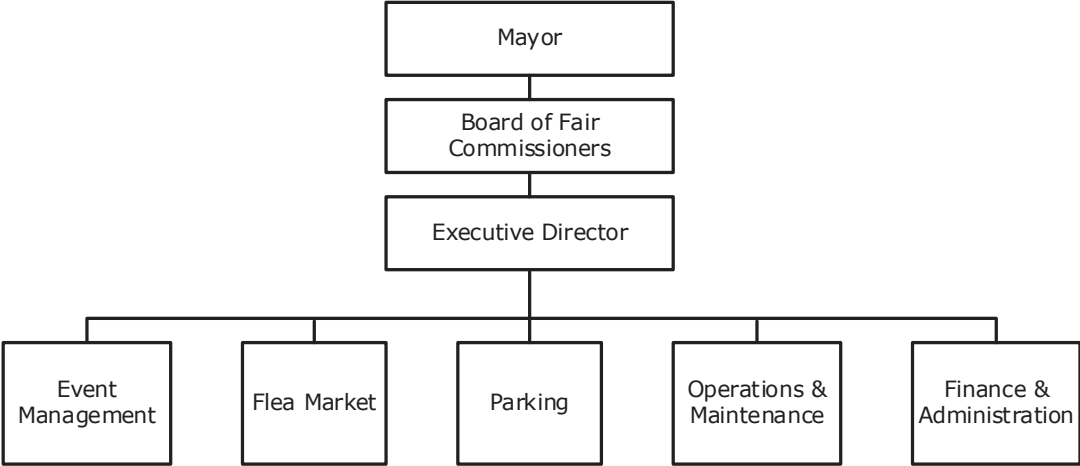 Mayor
Board of Fair
Commissioners
Executive Director
Event
Management
Flea Market
Parking
Operations &
Maintenance
Finance &
Administration